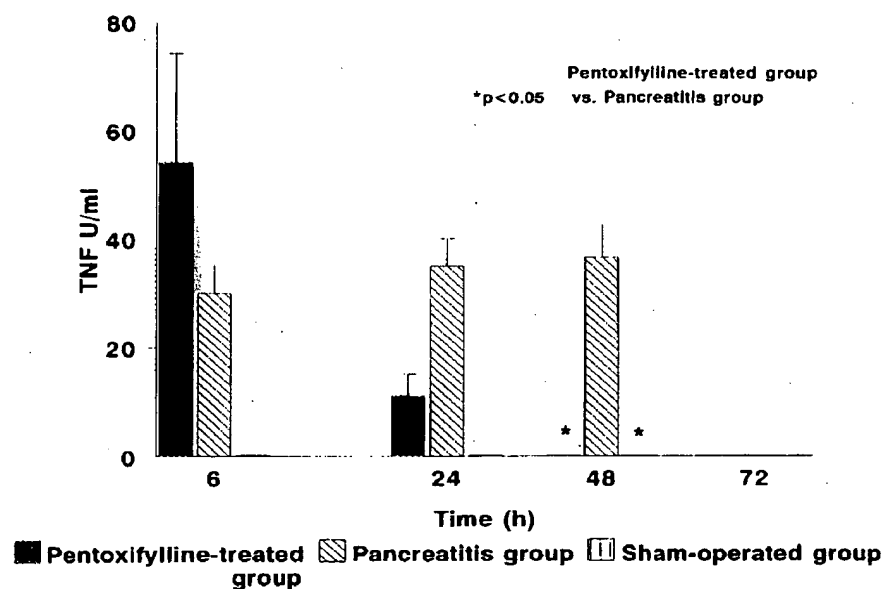 80
Pentoxifylline-treated group
*p<0.05 vs. Pancreatitis group
60
TNF U/ml
40
20
* *
0
6 24 48 72
Time (h)
Pentoxifylline-treated group
Pancreatitis group
Sham-operated group